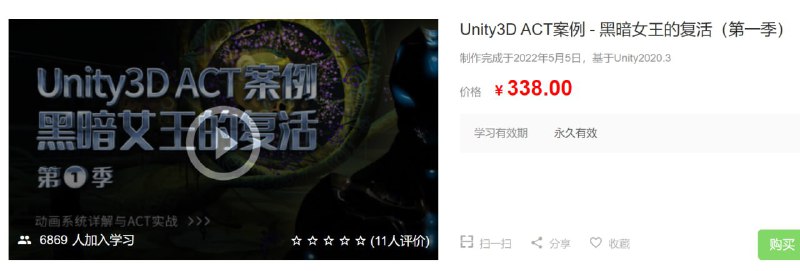 Unity3D ACT案例
黑暗女王的复活
第1季
动画系统详解与ACT实战 >>>
6869 人加入学习
(11人评价)
Unity3D ACT案例 - 黑暗女王的复活（第一季）
制作完成于2022年5月5日，基于Unity2020.3
价格 ¥ 338.00
学习有效期 永久有效
扫一扫 分享 收藏
购买